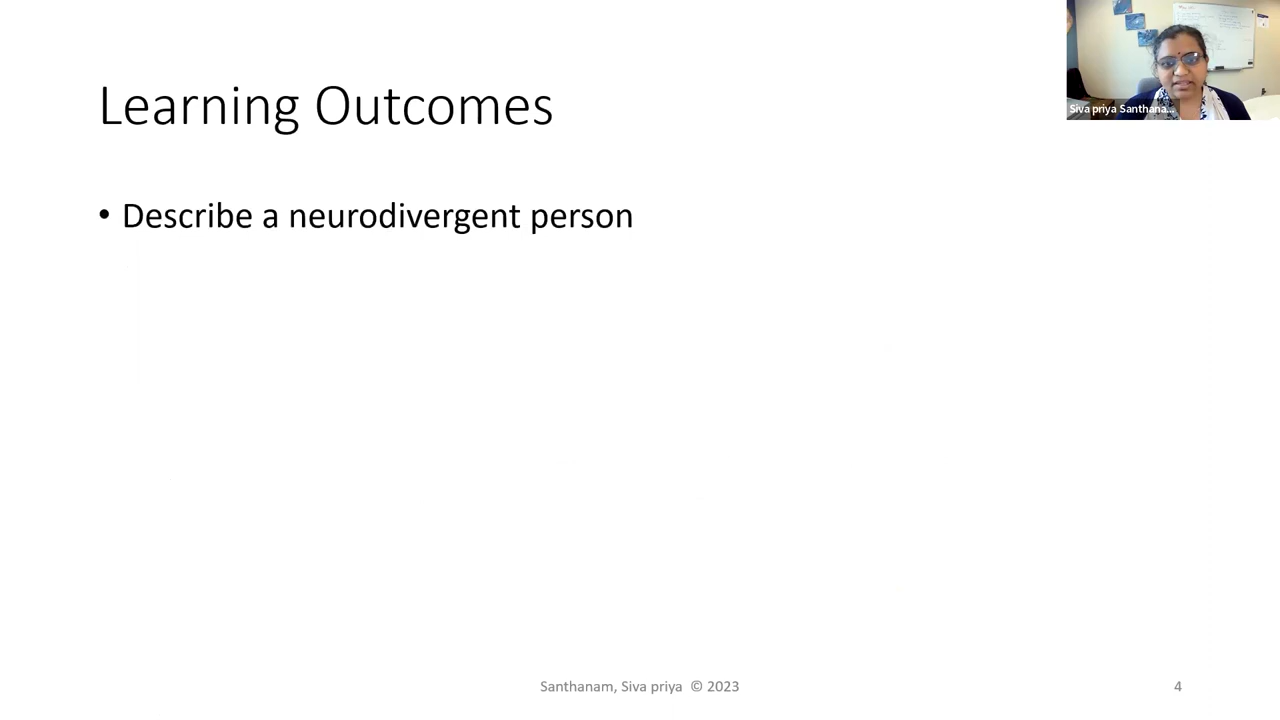 Siva priya Santhana...
Learning Outcomes
• Describe a neurodivergent person
Santhanam, Siva priya © 2023
4